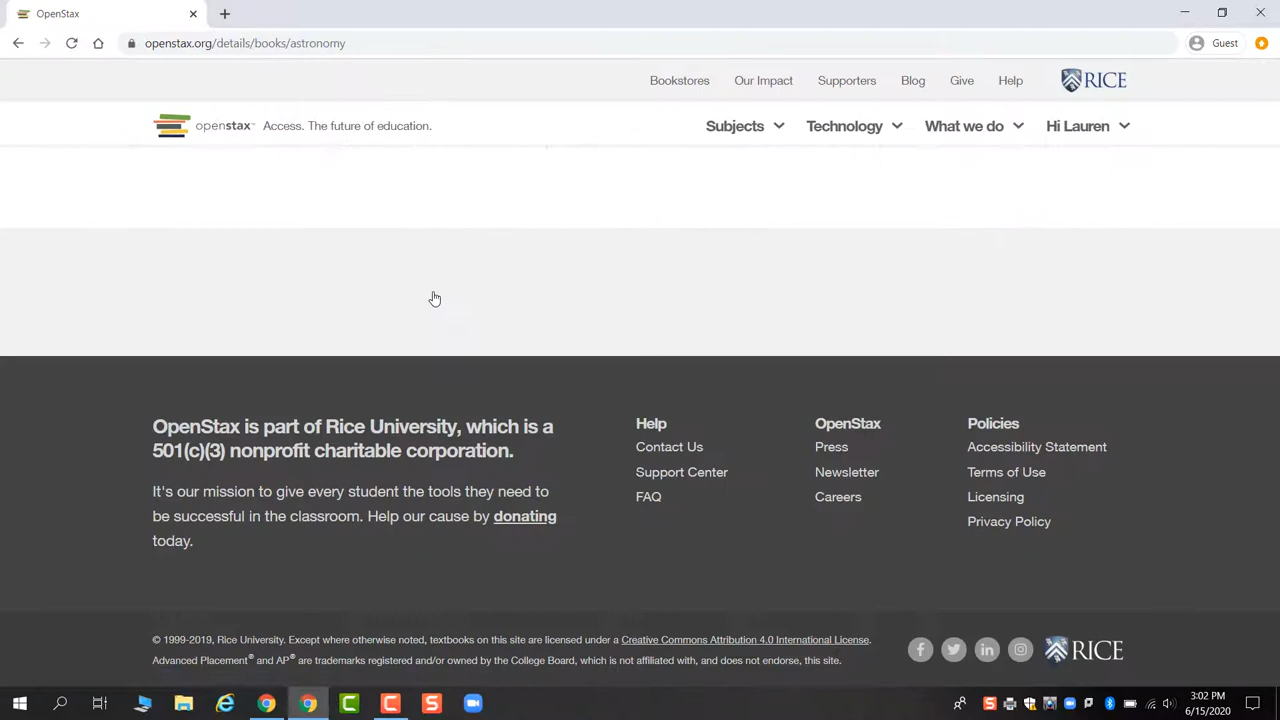 OpenStax
openstax.org/details/books/astronomy
Guest
Bookstores Our Impact Supporters Blog Give Help RICE
openstax™ Access. The future of education. Subjects Technology What we do Hi Lauren
OpenStax is part of Rice University, which is a
501(c)(3) nonprofit charitable corporation.
It's our mission to give every student the tools they need to
be successful in the classroom. Help our cause by donating
today.
Help
Contact Us
Support Center
FAQ
OpenStax
Press
Newsletter
Careers
Policies
Accessibility Statement
Terms of Use
Licensing
Privacy Policy
© 1999-2019, Rice University. Except where otherwise noted, textbooks on this site are licensed under a Creative Commons Attribution 4.0 International License.
Advanced Placement® and AP® are trademarks registered and/or owned by the College Board, which is not affiliated with, and does not endorse, this site.
RICE
3:02 PM
6/15/2020